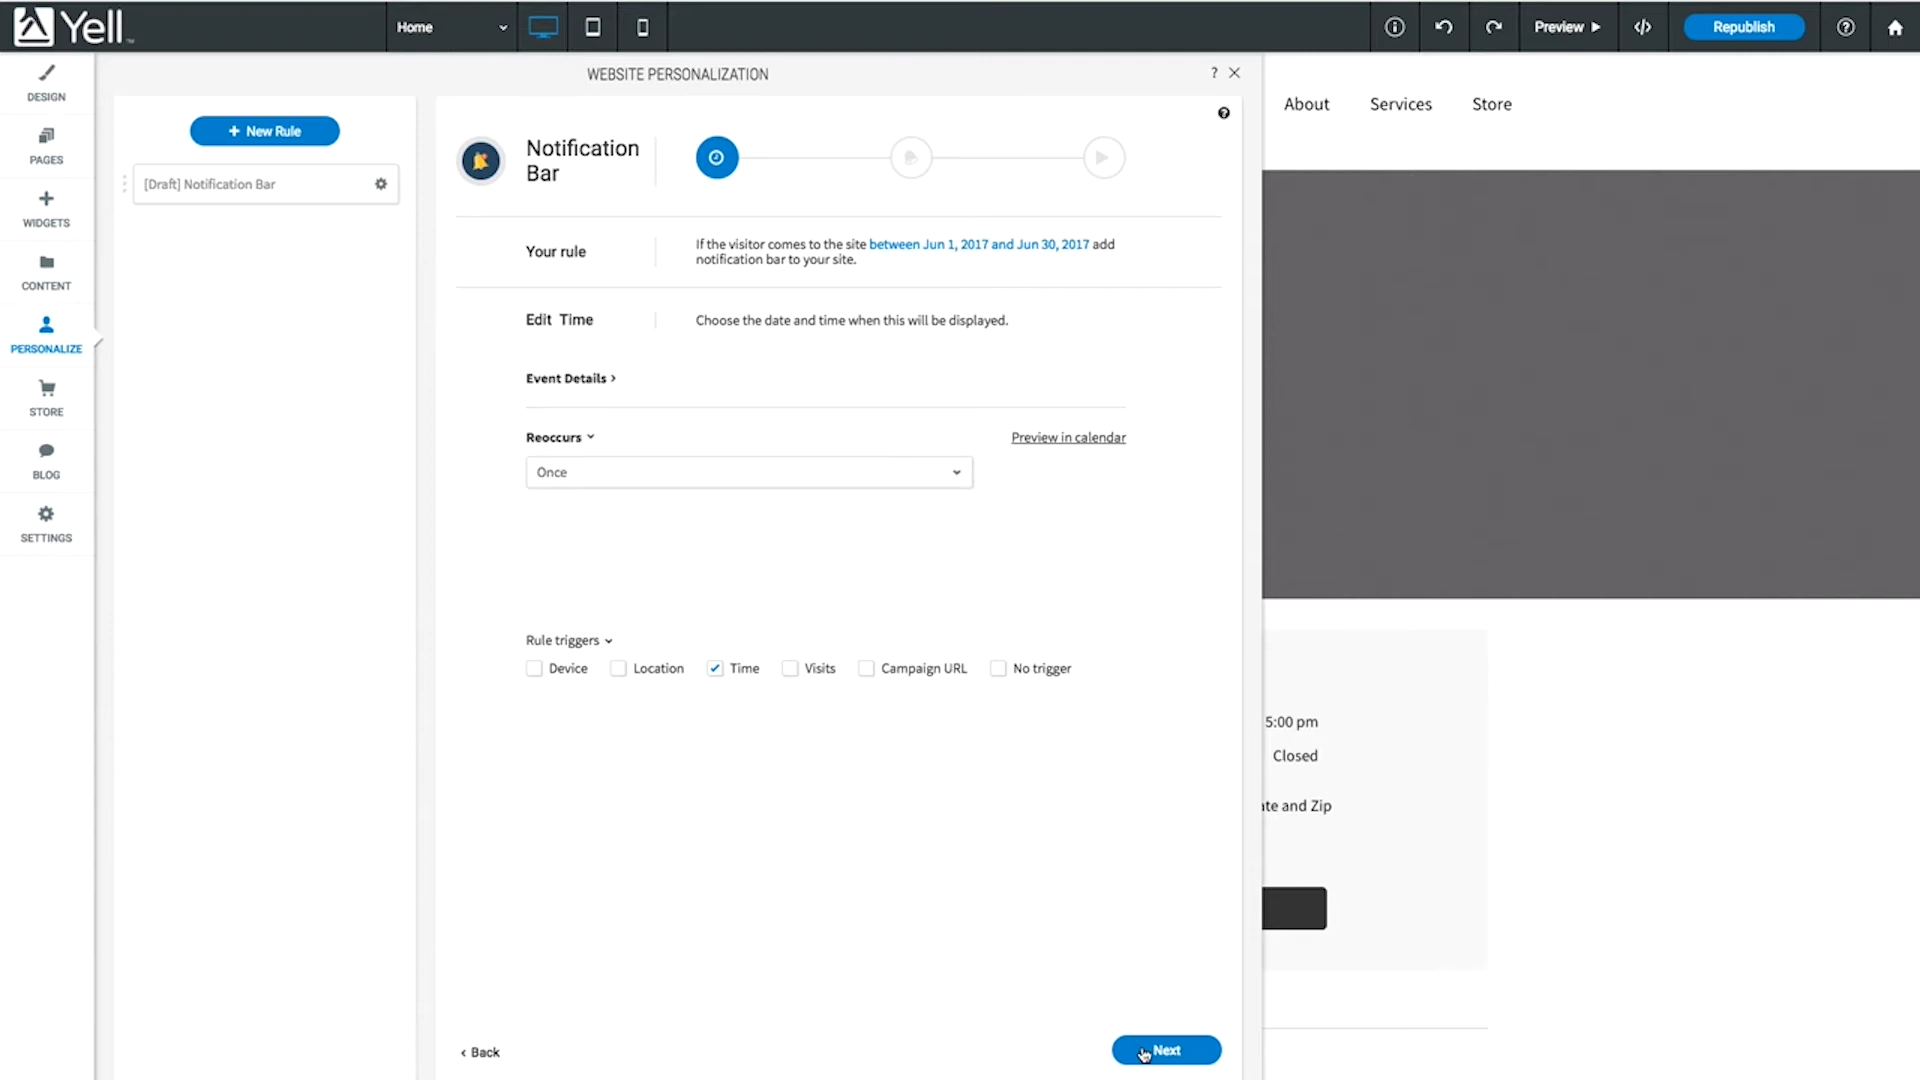 Yell™
Home
Preview
Republish
DESIGN
PAGES
WIDGETS
CONTENT
PERSONALIZE
STORE
BLOG
SETTINGS
WEBSITE PERSONALIZATION
?
+ New Rule
[Draft] Notification Bar
Notification
Bar
Your rule
If the visitor comes to the site between Jun 1, 2017 and Jun 30, 2017 add
notification bar to your site.
Edit Time
Choose the date and time when this will be displayed.
Event Details
Reoccurs
Preview in calendar
Once
Rule triggers
Device
Location
Time
Visits
Campaign URL
No trigger
Back
Next
About
Services
Store
5:00 pm
Closed
ate and Zip